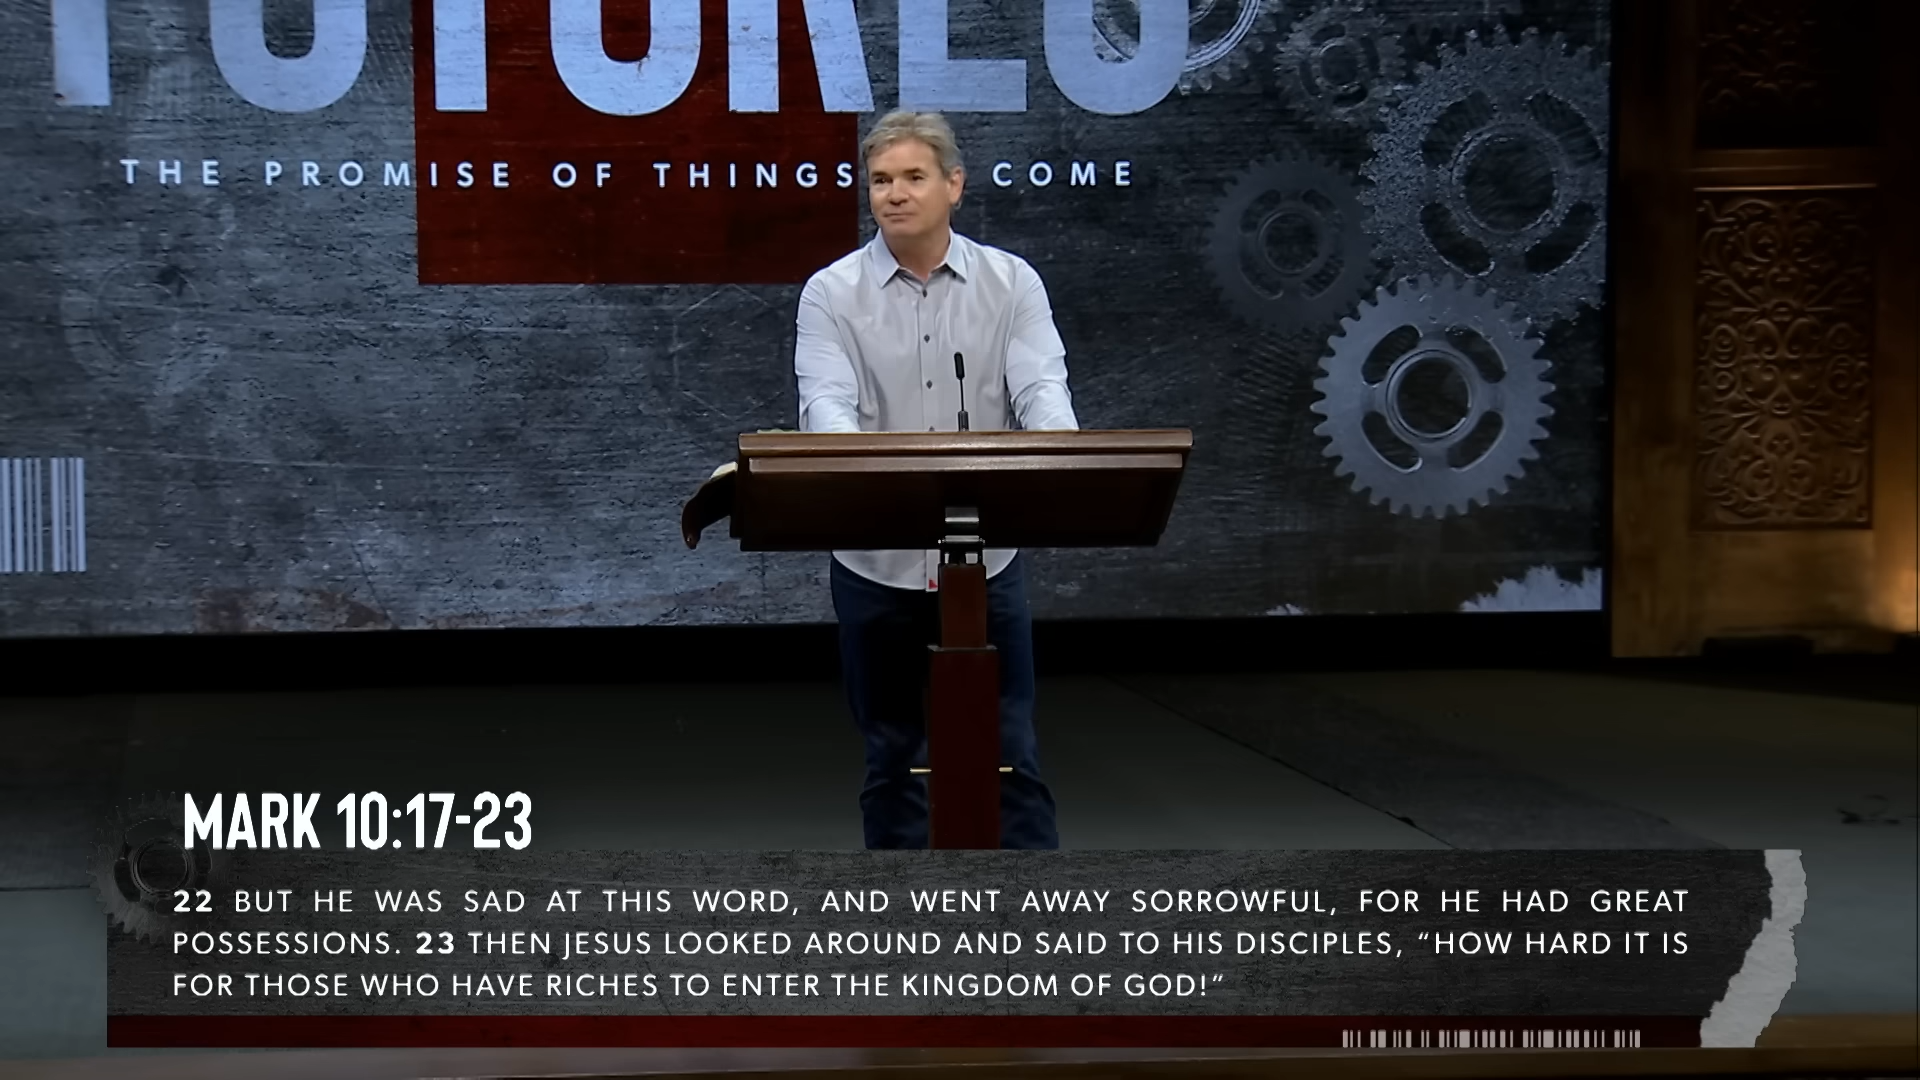 FUTURES
THE PROMISE OF THINGS COME
MARK 10:17-23
22 BUT HE WAS SAD AT THIS WORD, AND WENT AWAY SORROWFUL, FOR HE HAD GREAT
POSSESSIONS. 23 THEN JESUS LOOKED AROUND AND SAID TO HIS DISCIPLES, “HOW HARD IT IS
FOR THOSE WHO HAVE RICHES TO ENTER THE KINGDOM OF GOD!”